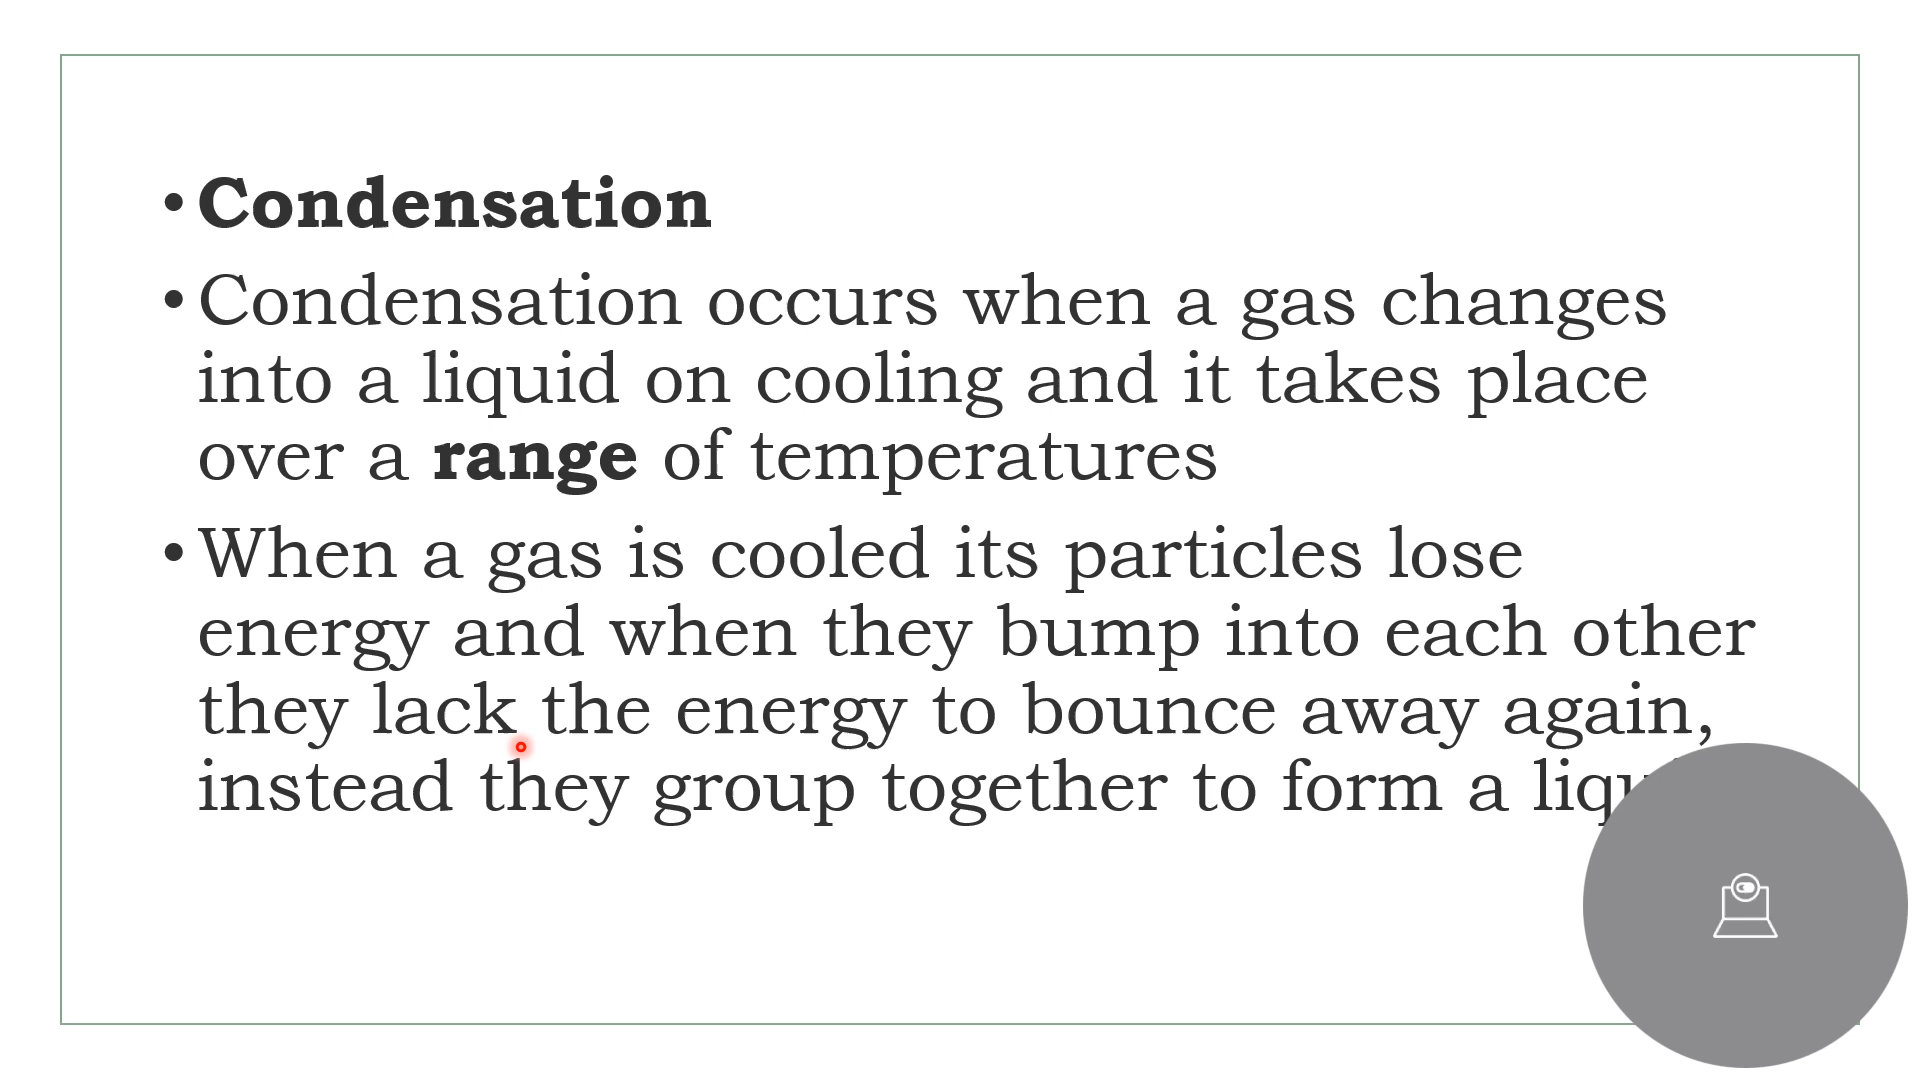 • Condensation
• Condensation occurs when a gas changes
into a liquid on cooling and it takes place
over a range of temperatures
• When a gas is cooled its particles lose
energy and when they bump into each other
they lack the energy to bounce away again,
instead they group together to form a